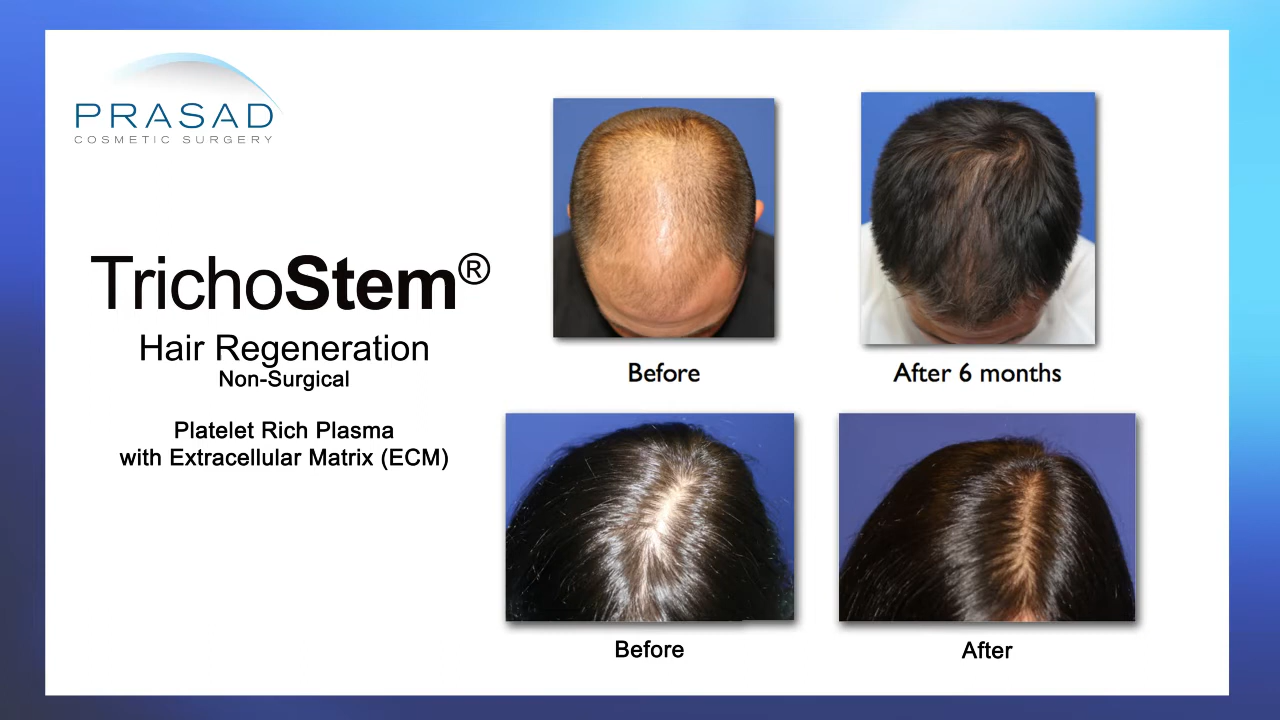 PRASAD
COSMETIC SURGERY
TrichoStem®
Hair Regeneration
Non-Surgical
Platelet Rich Plasma
with Extracellular Matrix (ECM)
Before
After 6 months
Before
After